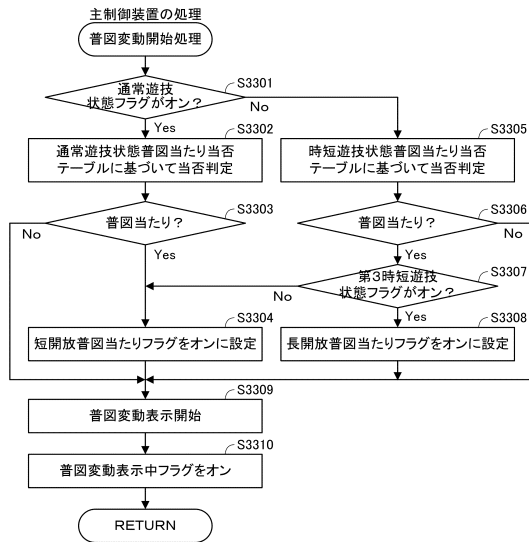 主制御装置の処理
普図変動開始処理
S3301
通常遊技
状態フラグがオン?
No
Yes
S3302
通常遊技状態普図当たり当否
テーブルに基づいて当否判定
S3305
時短遊技状態普図当たり当否
テーブルに基づいて当否判定
S3303
普図当たり?
No
Yes
S3306
普図当たり?
No
Yes
S3307
第3時短遊技
状態フラグがオン?
No
Yes
S3304
短開放普図当たりフラグをオンに設定
S3308
長開放普図当たりフラグをオンに設定
S3309
普図変動表示開始
S3310
普図変動表示中フラグをオン
RETURN